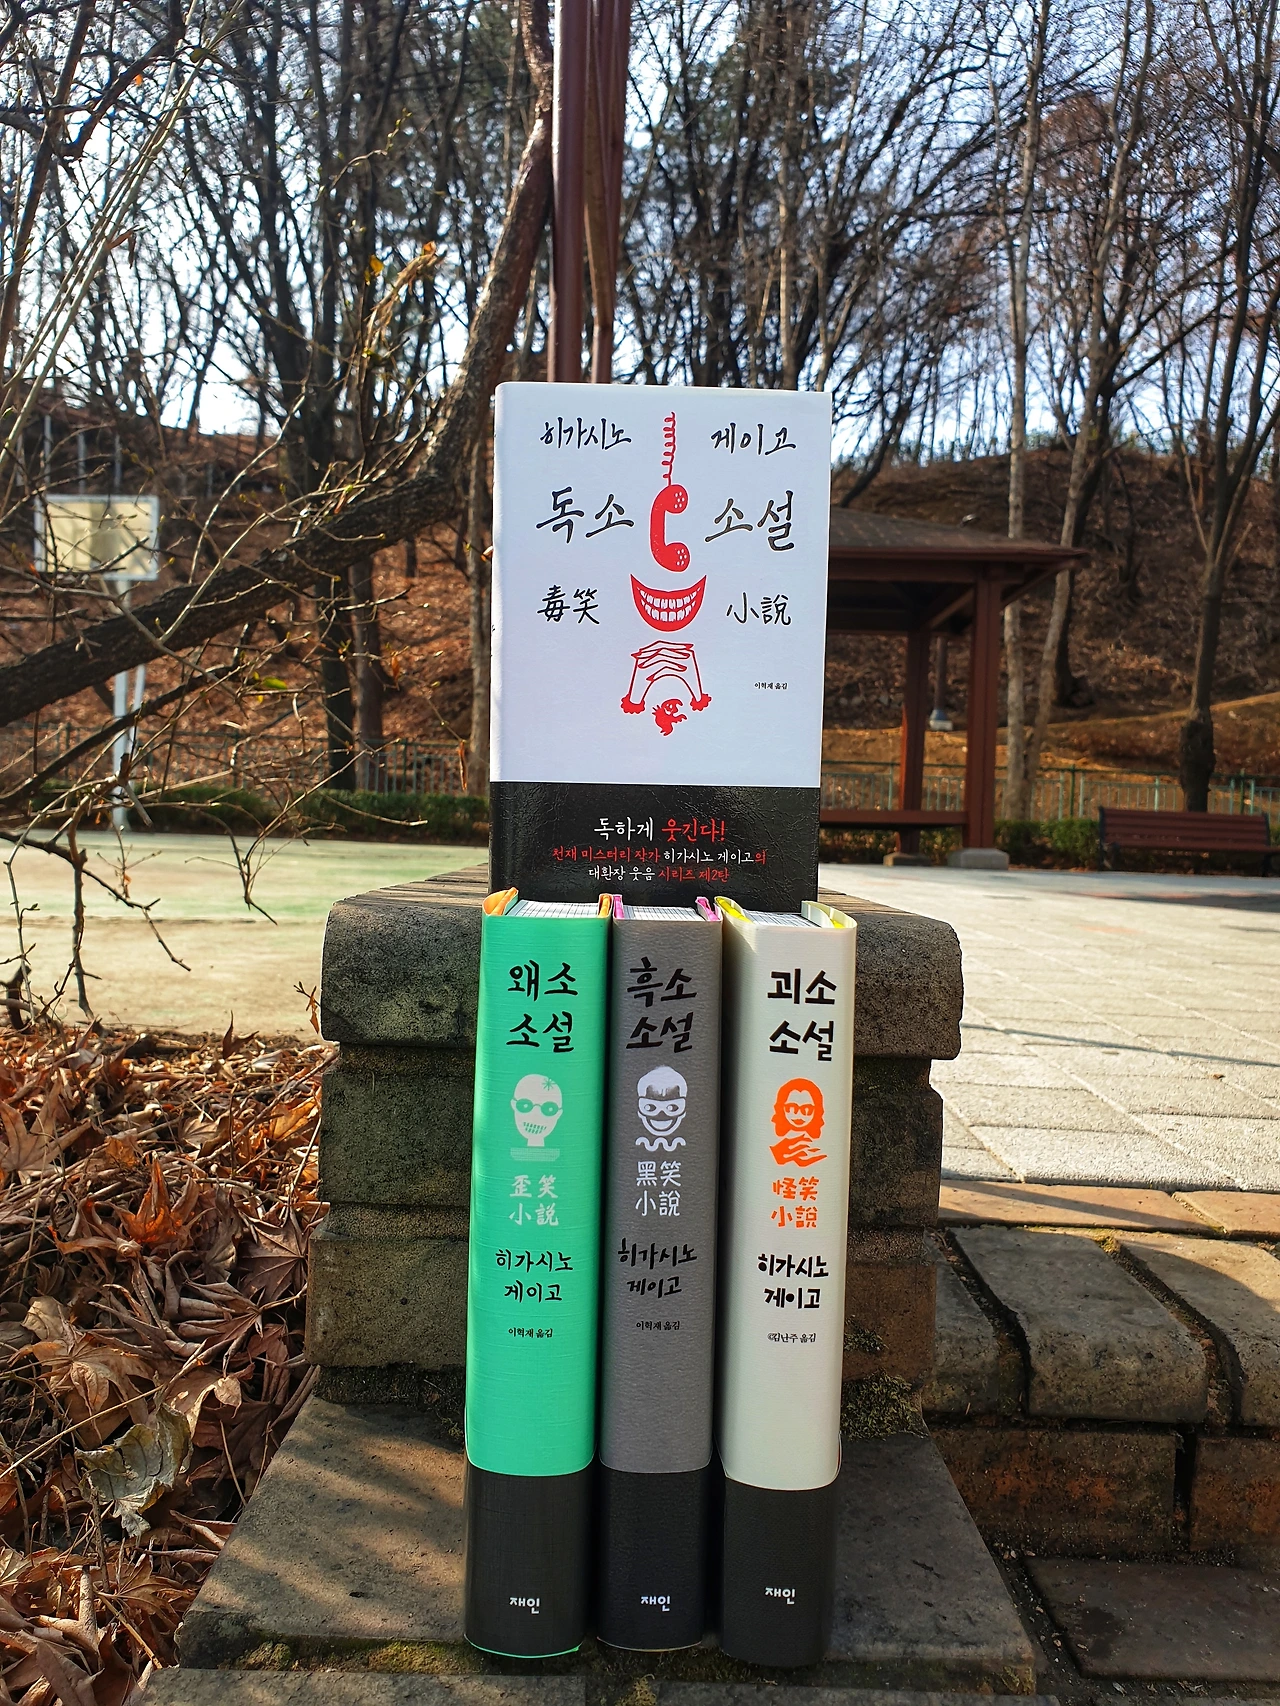 히가시노 게이고
독소 소설
毒笑 小說
이혁재 옮김
독하게 웃긴다!
천재 미스터리 작가 히가시노 게이고의
대환장 웃음 시리즈 제2탄
왜소
소설
歪笑
小說
히가시노
게이고
이혁재 옮김
재인
흑소
소설
黑笑
小說
히가시노
게이고
이혁재 옮김
재인
괴소
소설
怪笑
小說
히가시노
게이고
김난주 옮김
재인